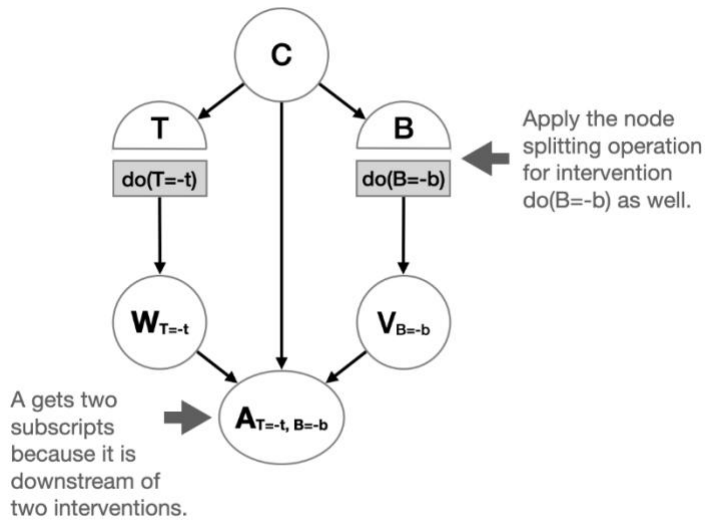 C
T
B
do(T=-t)
do(B=-b)
Apply the node
splitting operation
for intervention
do(B=-b) as well.
WT=-t
VB=-b
A gets two
subscripts
because it is
downstream of
two interventions.
AT=-t, B=-b